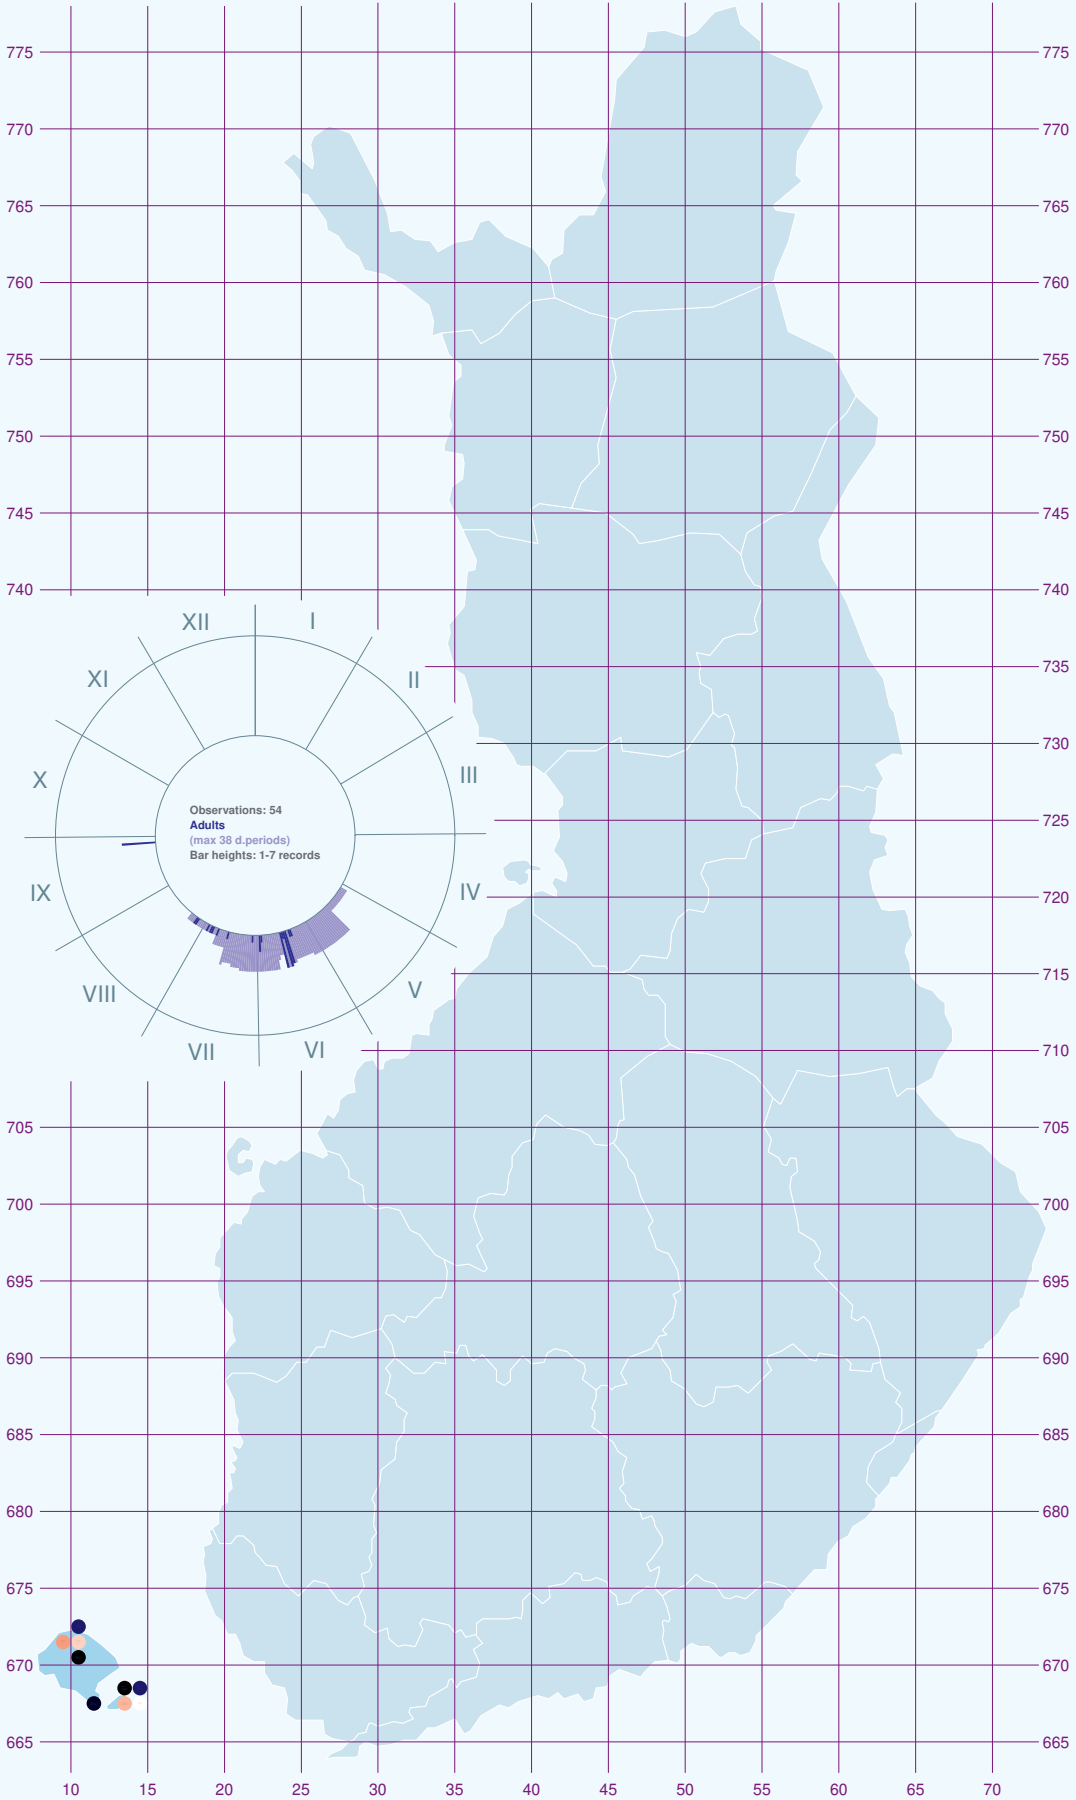 775 775
770 770
765 765
760 760
755 755
750 750
745 745
740 740
XII I
XI II
735
730
X III
Observations: 54
Adults
(max 38 d.periods)
Bar heights: 1-7 records
725
IX IV
720
VIII V
715
VII VI
710
705 705
700 700
695 695
690 690
685 685
680 680
675 675
670 670
665 665
10 15 20 25 30 35 40 45 50 55 60 65 70